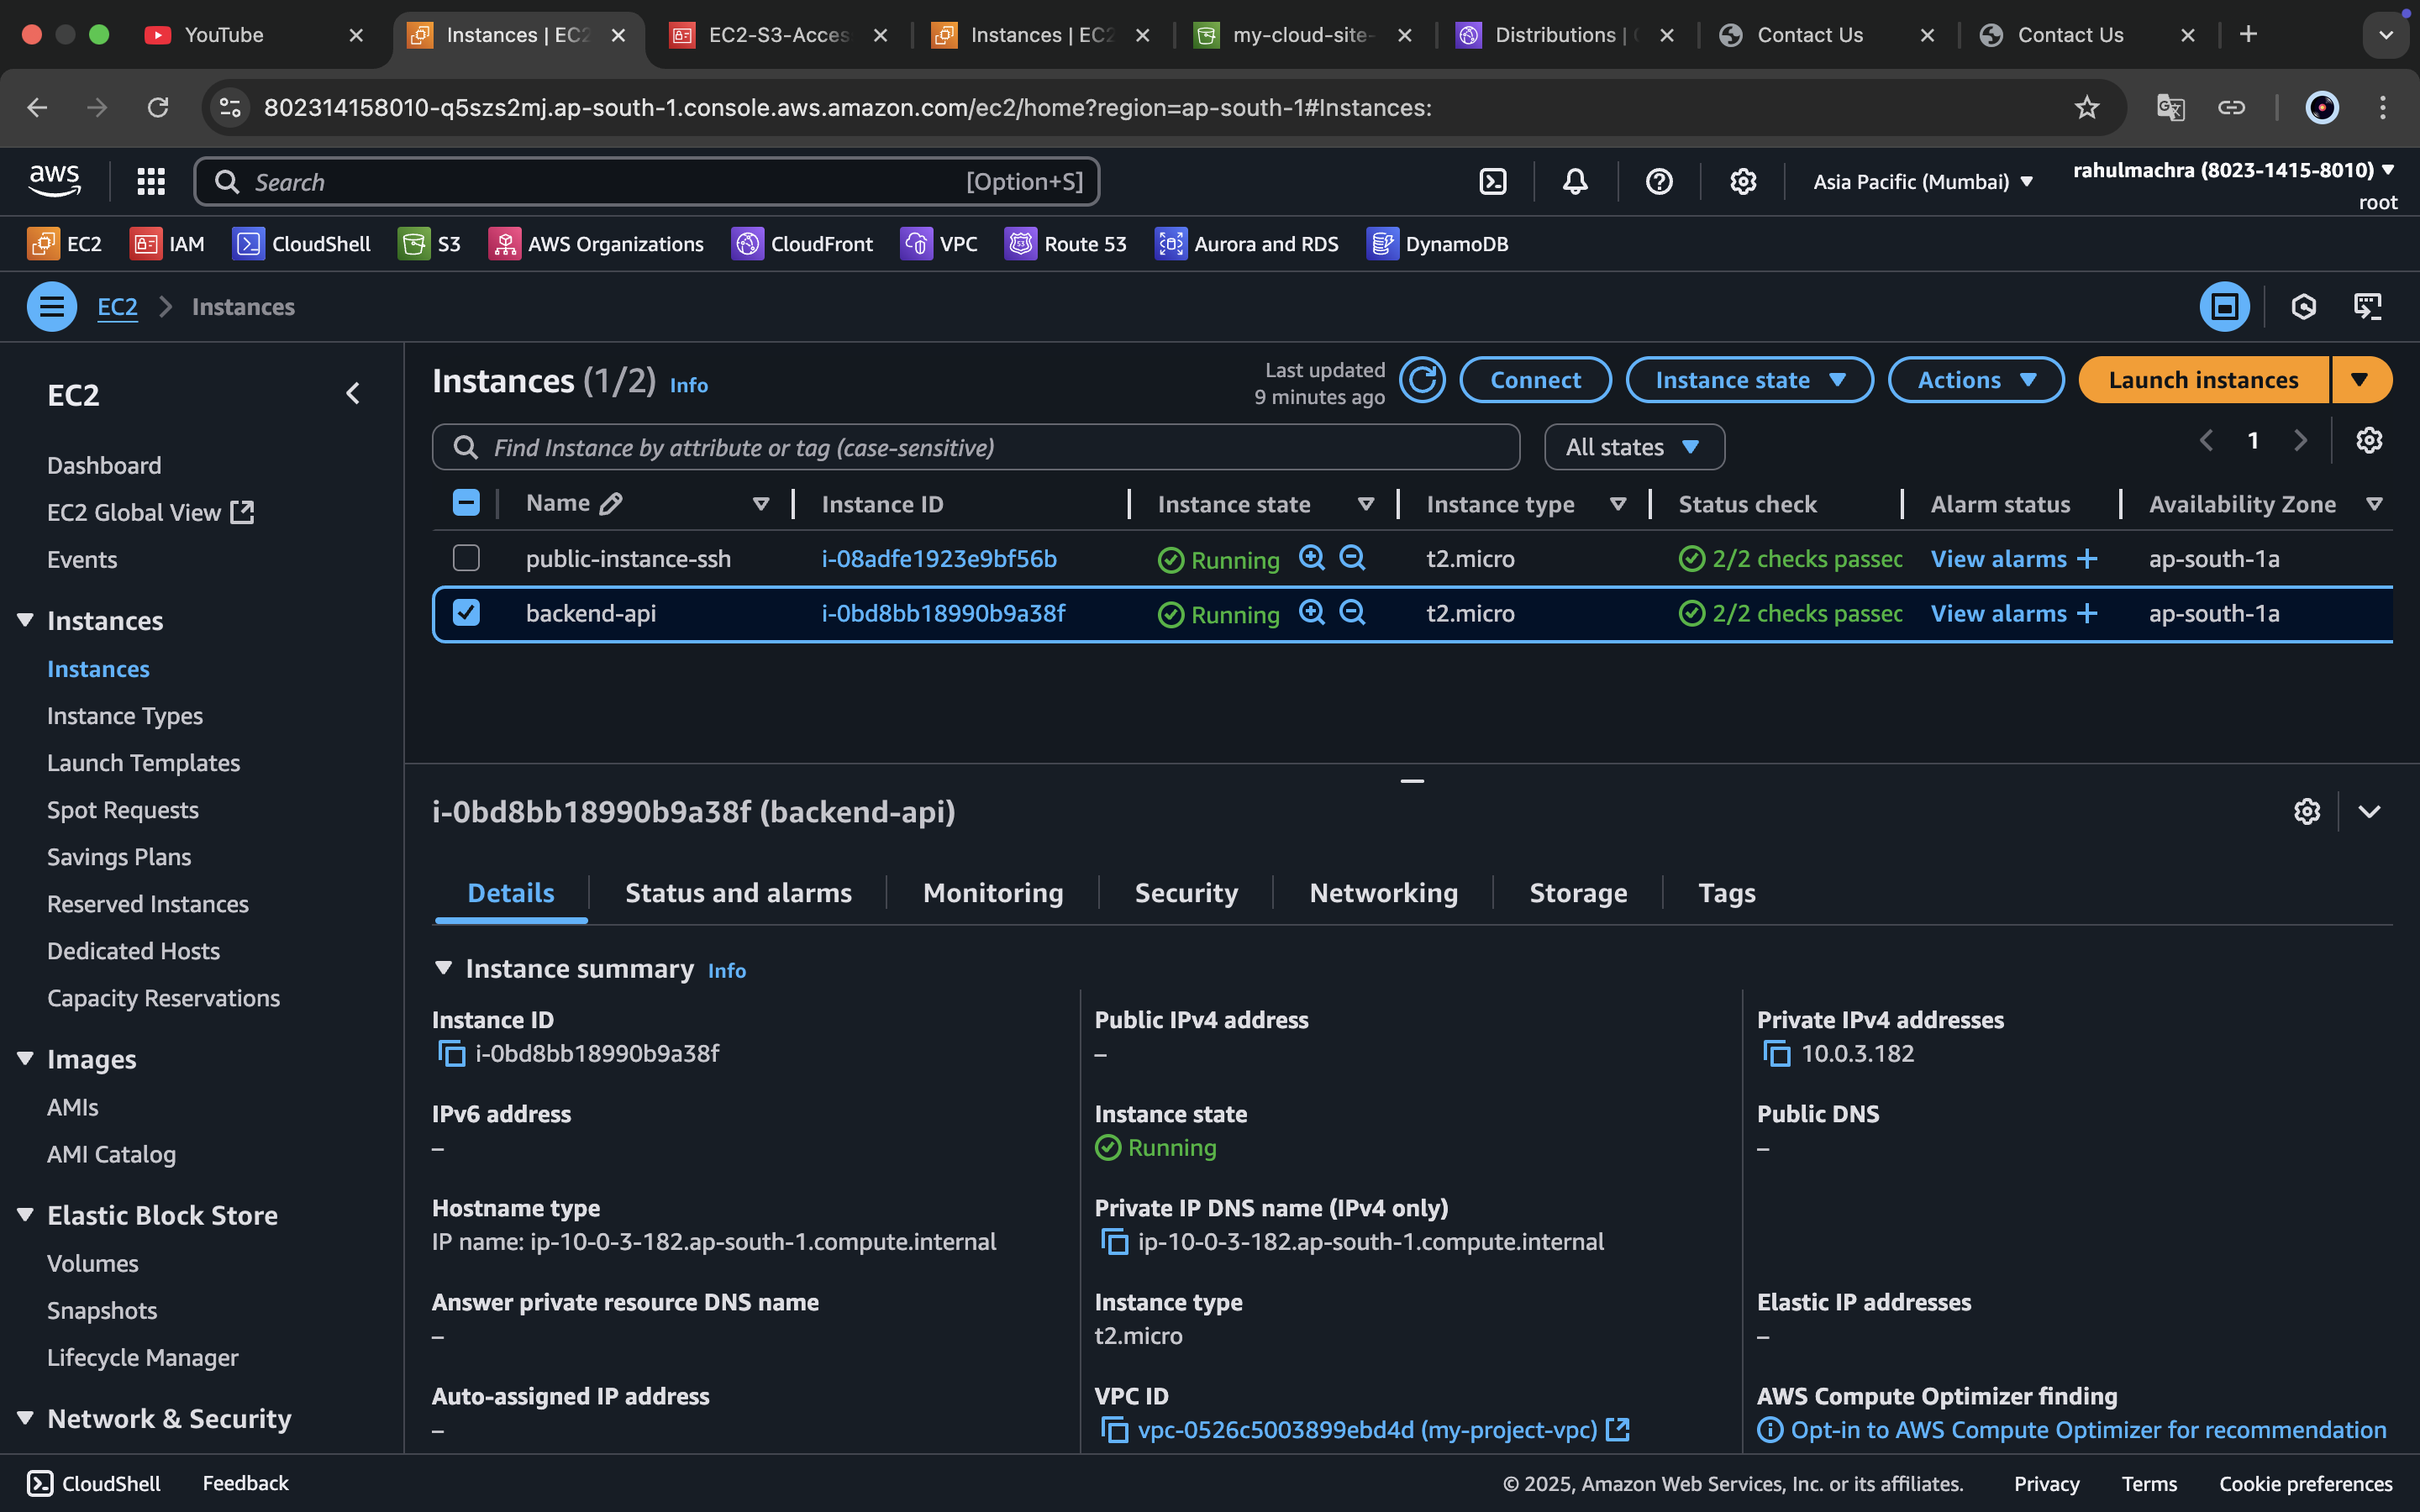 YouTube
Instances | EC2
EC2-S3-Acces
Instances | EC2
my-cloud-site-
Distributions |
Contact Us
Contact Us
802314158010-q5szs2mj.ap-south-1.console.aws.amazon.com/ec2/home?region=ap-south-1#Instances:
aws
Search
[Option+S]
Asia Pacific (Mumbai)
rahulmachra (8023-1415-8010)
root
EC2
IAM
CloudShell
S3
AWS Organizations
CloudFront
VPC
Route 53
Aurora and RDS
DynamoDB
EC2
Instances
EC2
Dashboard
EC2 Global View
Events
Instances
Instances
Instance Types
Launch Templates
Spot Requests
Savings Plans
Reserved Instances
Dedicated Hosts
Capacity Reservations
Images
AMIs
AMI Catalog
Elastic Block Store
Volumes
Snapshots
Lifecycle Manager
Network & Security
Instances (1/2) Info
Last updated
9 minutes ago
Connect
Instance state
Actions
Launch instances
Find Instance by attribute or tag (case-sensitive)
All states
1
Name
Instance ID
Instance state
Instance type
Status check
Alarm status
Availability Zone
public-instance-ssh
i-08adfe1923e9bf56b
Running
t2.micro
2/2 checks passed
View alarms +
ap-south-1a
backend-api
i-0bd8bb18990b9a38f
Running
t2.micro
2/2 checks passed
View alarms +
ap-south-1a
i-0bd8bb18990b9a38f (backend-api)
Details
Status and alarms
Monitoring
Security
Networking
Storage
Tags
Instance summary Info
Instance ID
i-0bd8bb18990b9a38f
Public IPv4 address
–
Private IPv4 addresses
10.0.3.182
IPv6 address
–
Instance state
Running
Public DNS
–
Hostname type
IP name: ip-10-0-3-182.ap-south-1.compute.internal
Private IP DNS name (IPv4 only)
ip-10-0-3-182.ap-south-1.compute.internal
Answer private resource DNS name
–
Instance type
t2.micro
Elastic IP addresses
–
Auto-assigned IP address
–
VPC ID
vpc-0526c5003899ebd4d (my-project-vpc)
AWS Compute Optimizer finding
Opt-in to AWS Compute Optimizer for recommendation
CloudShell
Feedback
© 2025, Amazon Web Services, Inc. or its affiliates.
Privacy
Terms
Cookie preferences